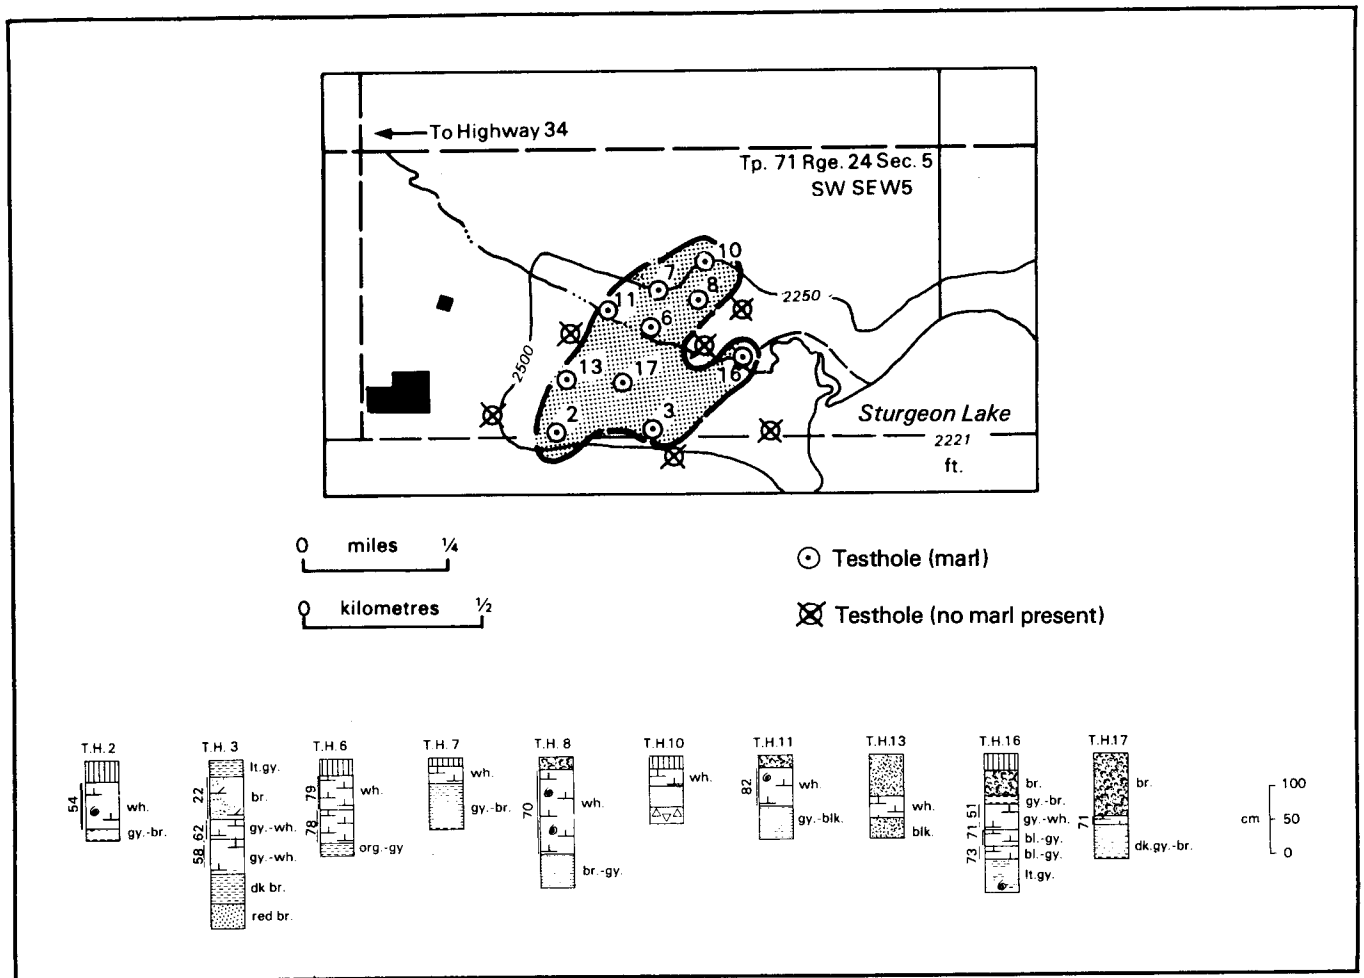 To Highway 34
Tp. 71 Rge. 24 Sec. 5
SW SEW5
10
7
8
11
6
2250
2500
13
17
16
2
3
Sturgeon Lake
2221
ft.
0 miles ¼
0 kilometres ½
Testhole (marl)
Testhole (no marl present)
T.H. 2
54
wh.
gy.-br.
T.H. 3
lt.gy.
22
br.
62
gy.-wh.
58
gy.-wh.
dk br.
red br.
T.H. 6
79
wh.
78
org.-gy
T.H. 7
wh.
gy.-br.
T.H. 8
70
wh.
br.-gy.
T.H.10
wh.
T.H.11
82
wh.
gy.-blk.
T.H.13
wh.
blk.
T.H.16
br.
gy.-br.
51
gy.-wh.
71
bl.-gy.
73
bl.-gy.
lt.gy.
T.H.17
br.
71
dk.gy.-br.
100
cm 50
0